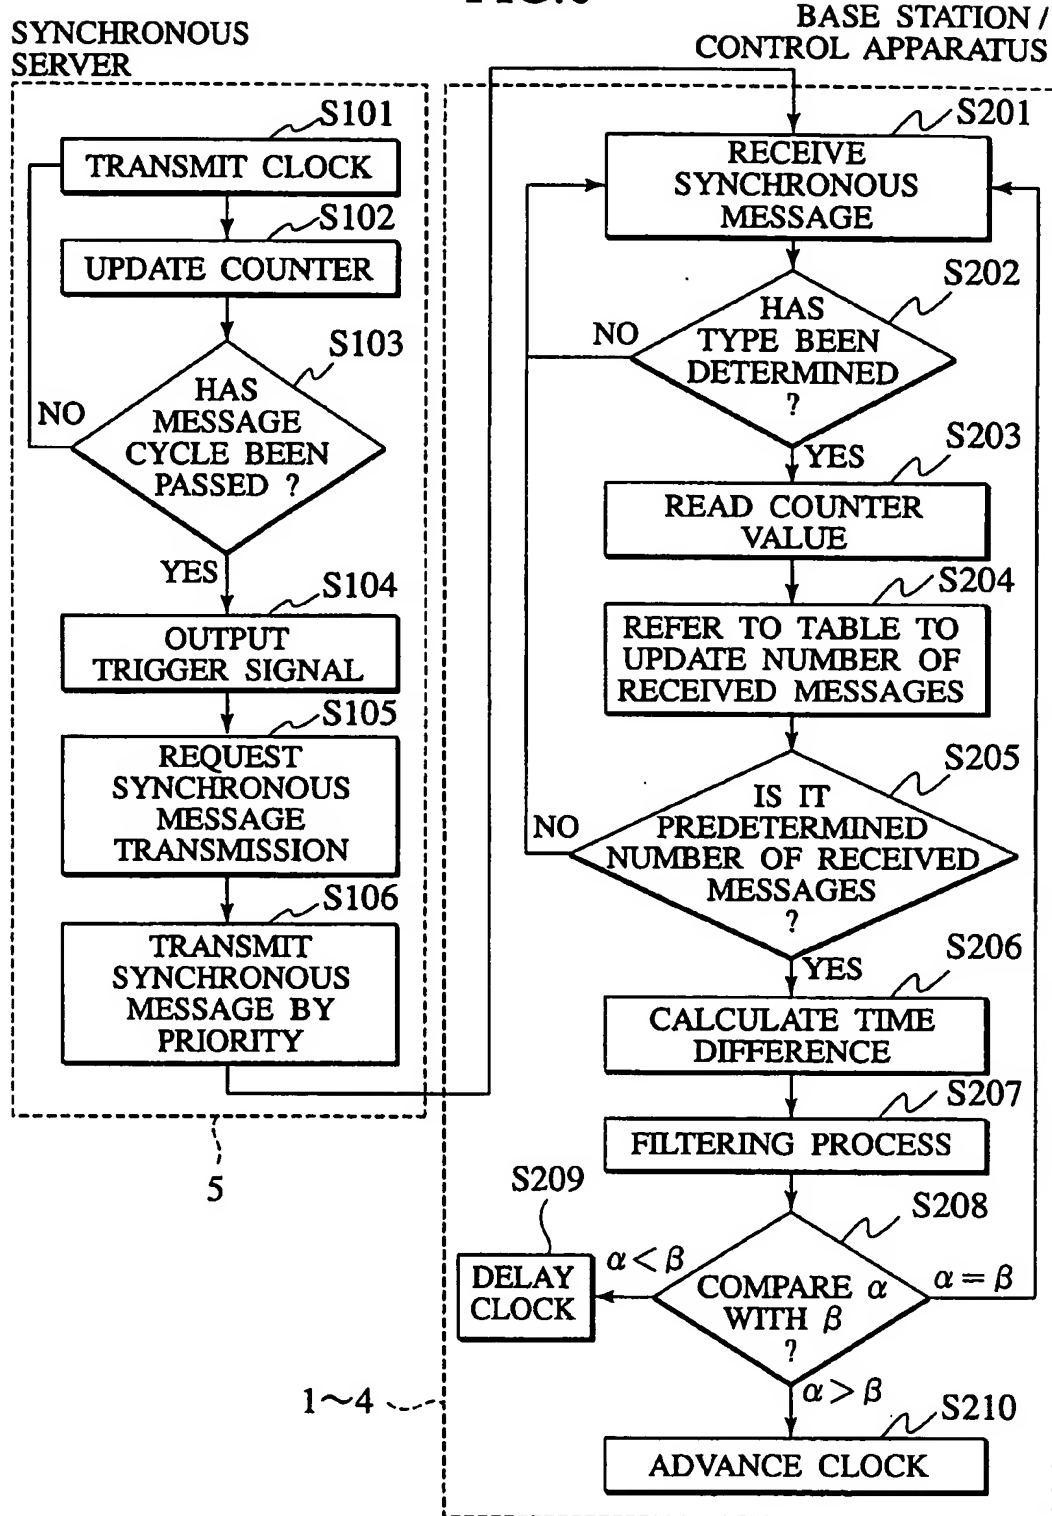 SYNCHRONOUS
SERVER
S101
TRANSMIT CLOCK
S102
UPDATE COUNTER
S103
HAS
MESSAGE
CYCLE BEEN
PASSED ?
NO
YES
S104
OUTPUT
TRIGGER SIGNAL
S105
REQUEST
SYNCHRONOUS
MESSAGE
TRANSMISSION
S106
TRANSMIT
SYNCHRONOUS
MESSAGE BY
PRIORITY
5
BASE STATION /
CONTROL APPARATUS
S201
RECEIVE
SYNCHRONOUS
MESSAGE
S202
HAS
TYPE BEEN
DETERMINED
?
NO
YES
S203
READ COUNTER
VALUE
S204
REFER TO TABLE TO
UPDATE NUMBER OF
RECEIVED MESSAGES
S205
IS IT
PREDETERMINED
NUMBER OF RECEIVED
MESSAGES
?
NO
YES
S206
CALCULATE TIME
DIFFERENCE
S207
FILTERING PROCESS
S208
COMPARE α
WITH β
?
α < β
α = β
α > β
S209
DELAY
CLOCK
S210
ADVANCE CLOCK
1~4